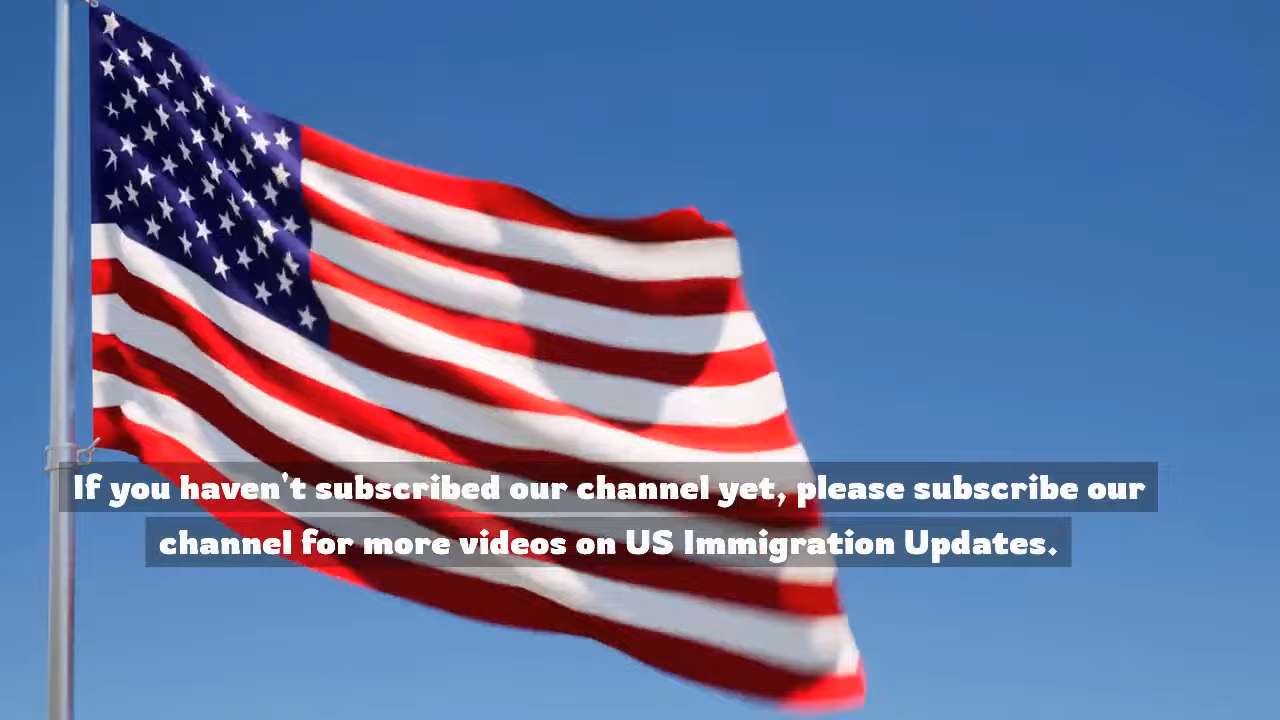 If you haven't subscribed our channel yet, please subscribe our
channel for more videos on US Immigration Updates.